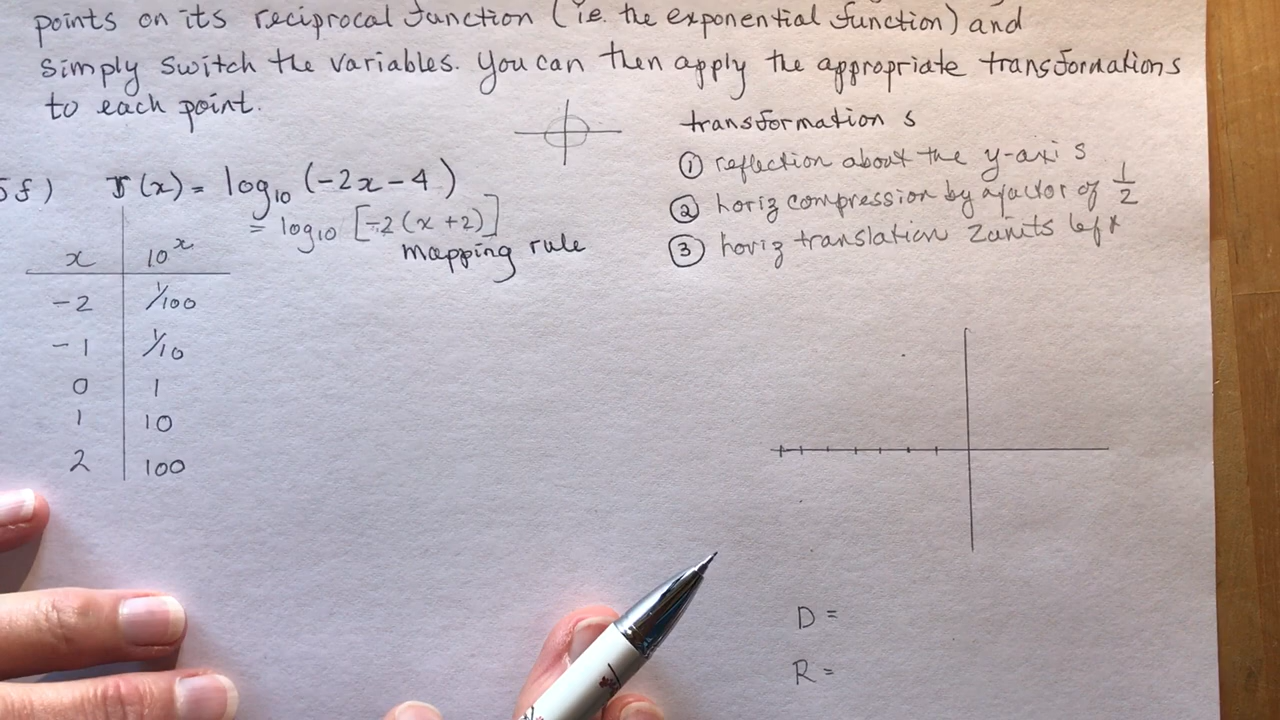 points on its reciprocal function (ie. the exponential function) and
simply switch the variables. You can then apply the appropriate transformations
to each point.
transformations
① reflection about the y-axis
② horiz compression by a factor of 1/2
③ horiz translation 2 units left
5f) r(x) = log₁₀ (-2x-4)
= log₁₀ [-2(x+2)]
mapping rule
x 10ˣ
-2 1/100
-1 1/10
0 1
1 10
2 100
D =
R =